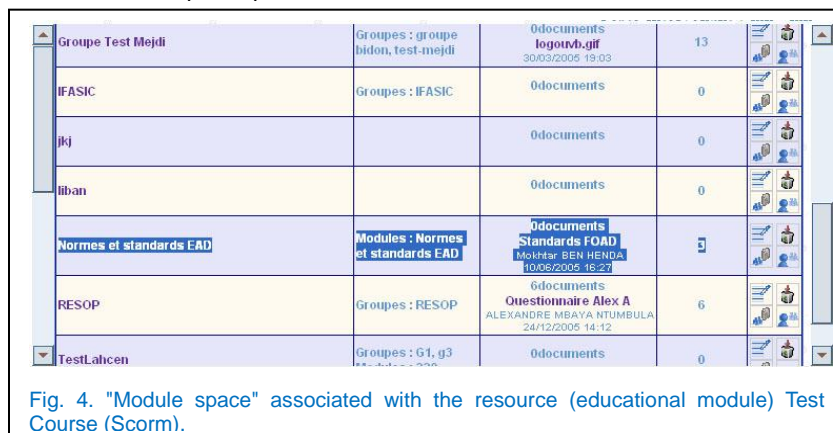 Groupe Test Mejdi
Groupes : groupe
bidon, test-mejdi
0documents
logouvb.gif
30/03/2005 19:03
13
IFASIC
Groupes : IFASIC
0documents
0
jkj
0documents
0
liban
0documents
0
Normes et standards EAD
Modules : Normes
et standards EAD
0documents
Standards FOAD
Mokhtar BEN HENDA
10/06/2005 16:27
RESOP
Groupes : RESOP
6documents
Questionnaire Alex A
ALEXANDRE MBAYA NTUMBULA
24/12/2005 14:12
6
TestLahcen
Groupes : G1, g3
0documents
0
Fig. 4. "Module space" associated with the resource (educational module) Test
Course (Scorm).